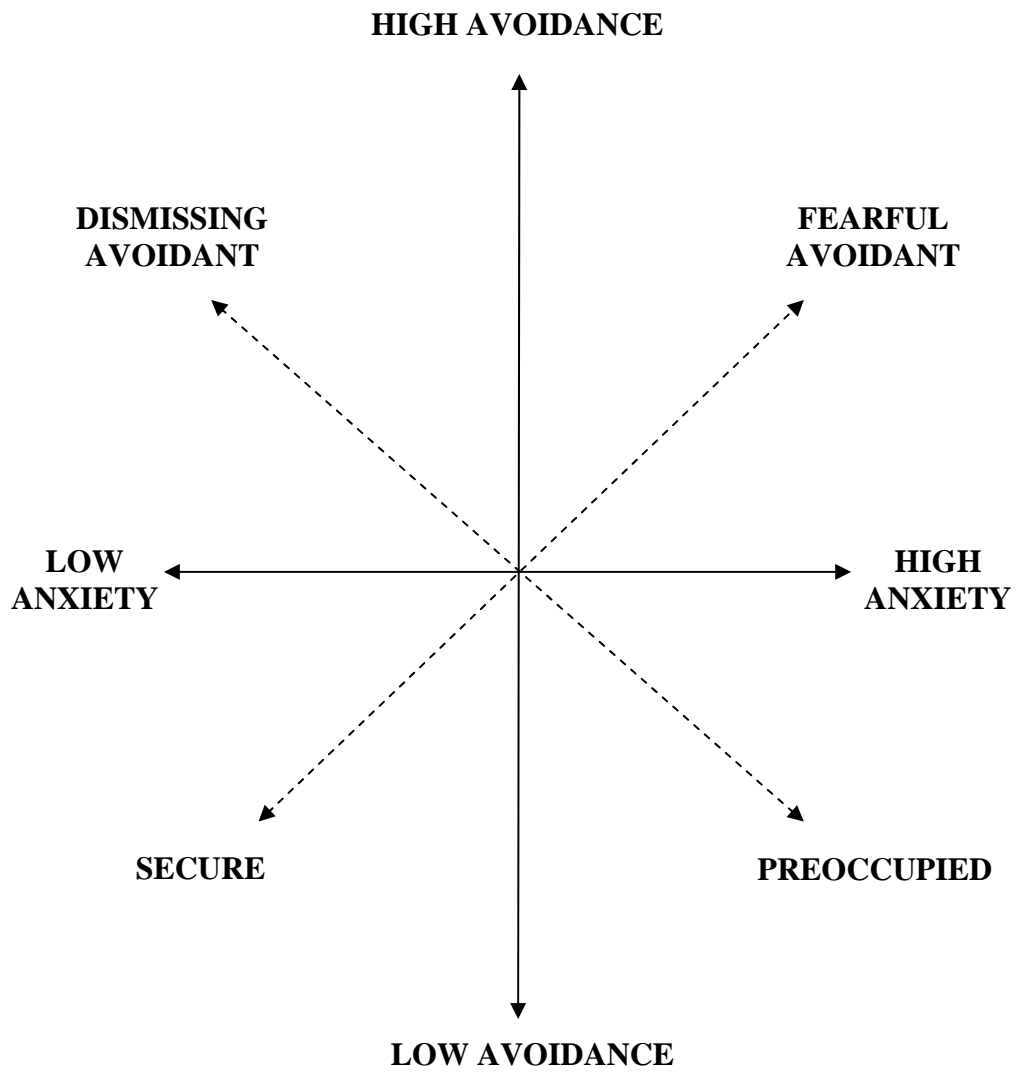 HIGH AVOIDANCE
DISMISSING
AVOIDANT
FEARFUL
AVOIDANT
LOW
ANXIETY
HIGH
ANXIETY
SECURE
PREOCCUPIED
LOW AVOIDANCE